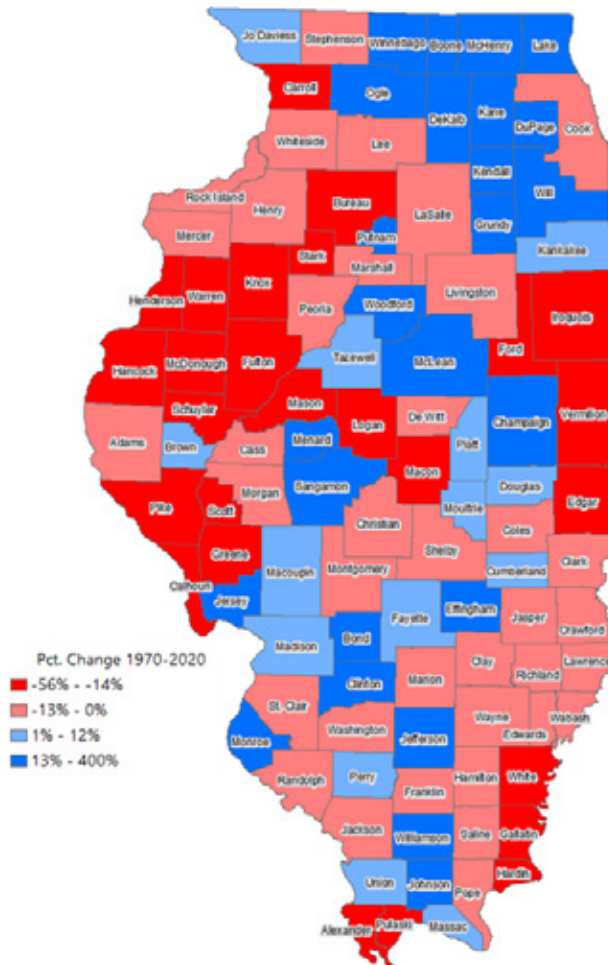 Jo Daviess
Stephenson
Winnebago
Boone
McHenry
Lake
Carroll
Ogle
DeKalb
Kane
DuPage
Cook
Whiteside
Lee
Kendall
Will
Rock Island
Henry
Bureau
LaSalle
Grundy
Mercer
Putnam
Kankakee
Stark
Marshall
Knox
Henderson
Warren
Peoria
Woodford
Livingston
Iroquois
Ford
Tazewell
McLean
Hancock
McDonough
Fulton
Schuyler
Mason
Logan
De Witt
Champaign
Vermilion
Adams
Brown
Cass
Menard
Piatt
Macon
Douglas
Sangamon
Moultrie
Edgar
Pike
Scott
Morgan
Christian
Coles
Greene
Shelby
Macoupin
Montgomery
Cumberland
Clark
Calhoun
Jersey
Fayette
Effingham
Jasper
Crawford
Madison
Bond
Clay
Richland
Lawrence
Pct. Change 1970-2020
-56% - -14%
-13% - 0%
1% - 12%
13% - 400%
Clinton
Marion
St. Clair
Wayne
Edwards
Wabash
Monroe
Washington
Jefferson
Randolph
Perry
Hamilton
White
Franklin
Jackson
Williamson
Saline
Gallatin
Hardin
Union
Johnson
Pope
Alexander
Pulaski
Massac